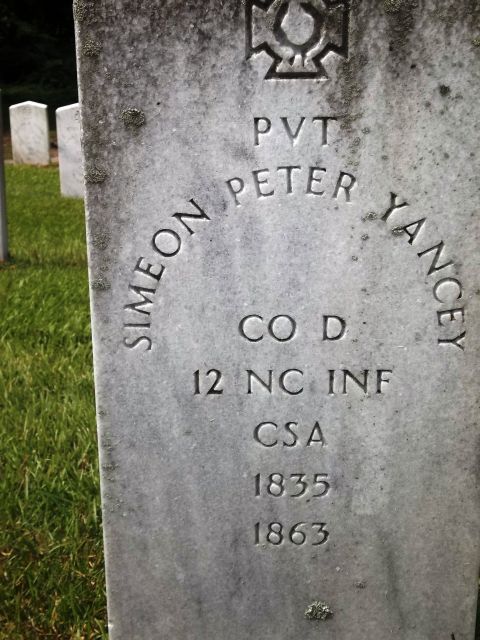 PVT
SIMEON PETER YANCEY
CO D
12 NC INF
CSA
1835
1863